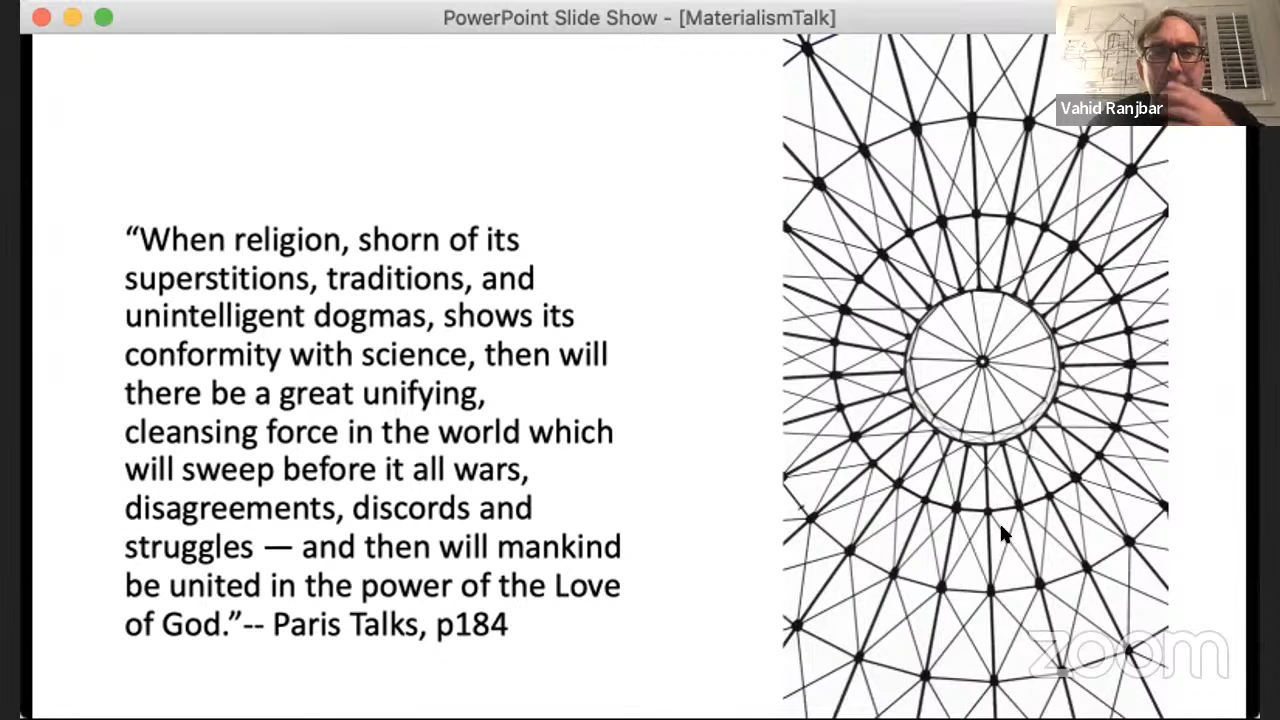 PowerPoint Slide Show - [MaterialismTalk]
Vahid Ranjbar
“When religion, shorn of its
superstitions, traditions, and
unintelligent dogmas, shows its
conformity with science, then will
there be a great unifying,
cleansing force in the world which
will sweep before it all wars,
disagreements, discords and
struggles — and then will mankind
be united in the power of the Love
of God.”-- Paris Talks, p184
zoom